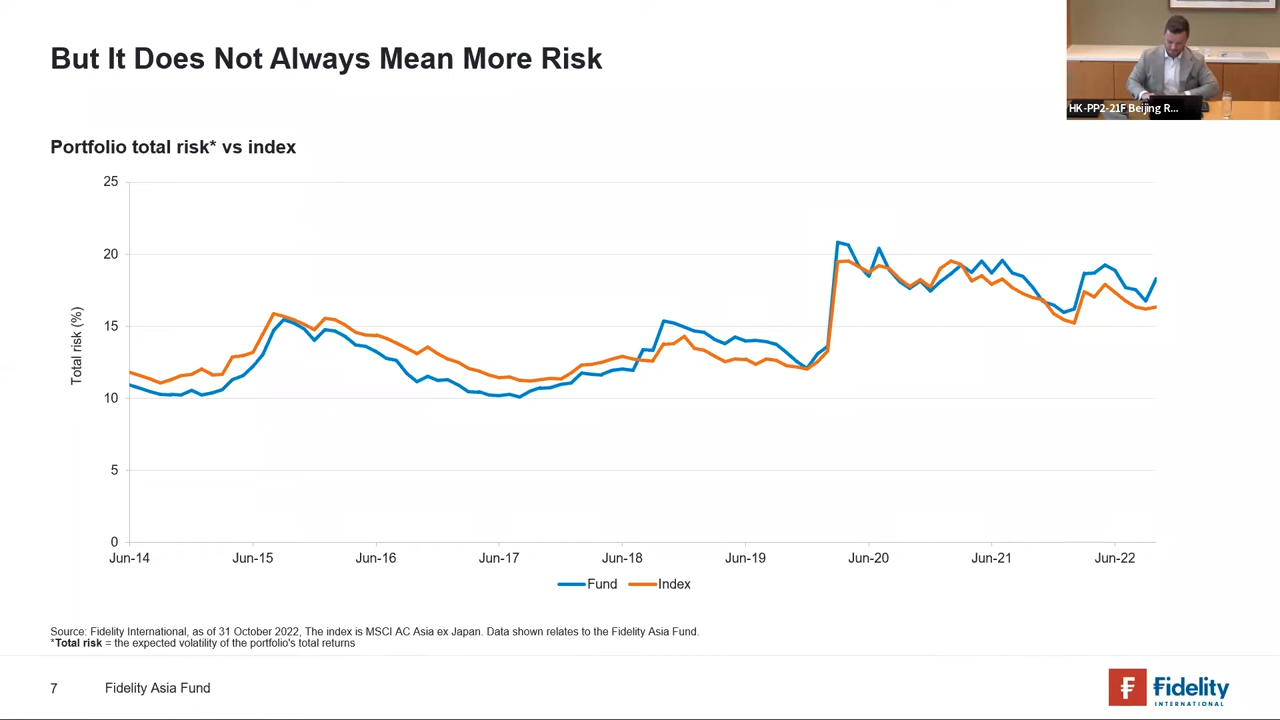 But It Does Not Always Mean More Risk
HK-PP2-21F Beijing R...
Portfolio total risk* vs index
25
20
15
10
5
0
Total risk (%)
Jun-14
Jun-15
Jun-16
Jun-17
Jun-18
Jun-19
Jun-20
Jun-21
Jun-22
Fund
Index
Source: Fidelity International, as of 31 October 2022, The index is MSCI AC Asia ex Japan. Data shown relates to the Fidelity Asia Fund.
*Total risk = the expected volatility of the portfolio's total returns
7
Fidelity Asia Fund
Fidelity
INTERNATIONAL